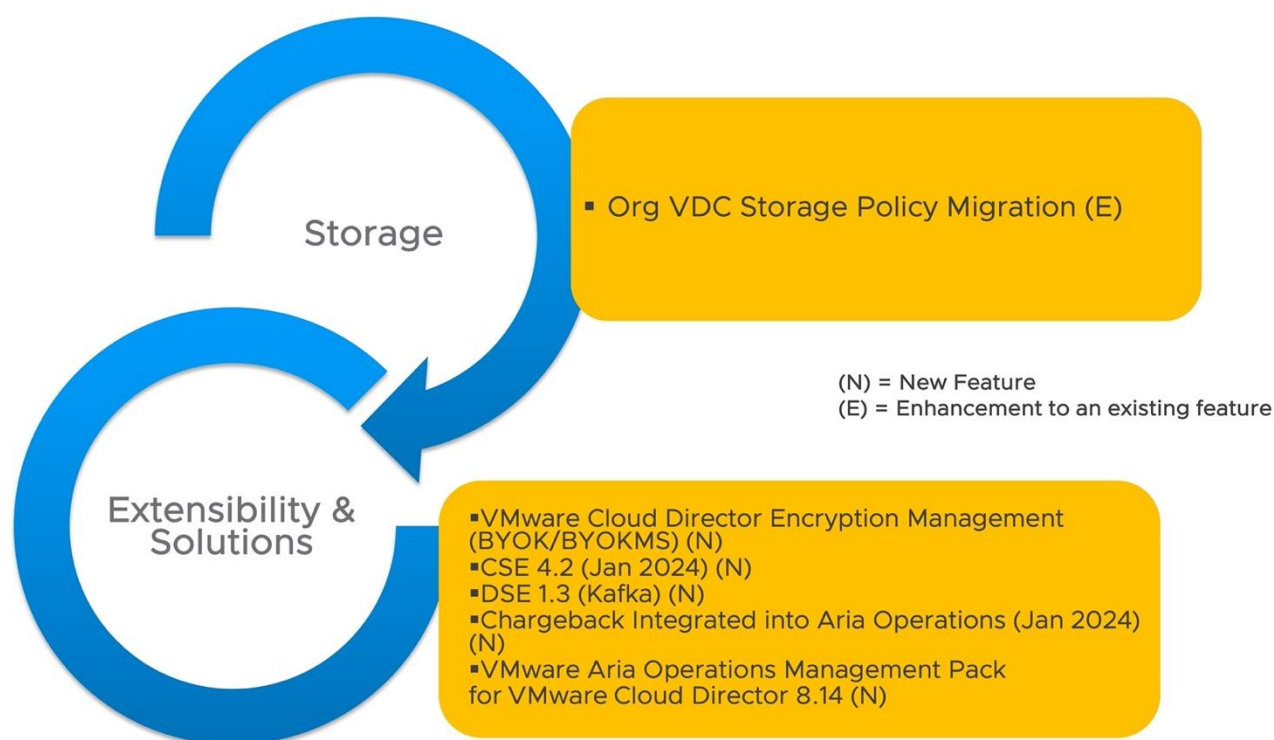 Storage
▪ Org VDC Storage Policy Migration (E)
(N) = New Feature
(E) = Enhancement to an existing feature
Extensibility &
Solutions
▪VMware Cloud Director Encryption Management
(BYOK/BYOKMS) (N)
▪CSE 4.2 (Jan 2024) (N)
▪DSE 1.3 (Kafka) (N)
▪Chargeback Integrated into Aria Operations (Jan 2024)
(N)
▪VMware Aria Operations Management Pack
for VMware Cloud Director 8.14 (N)